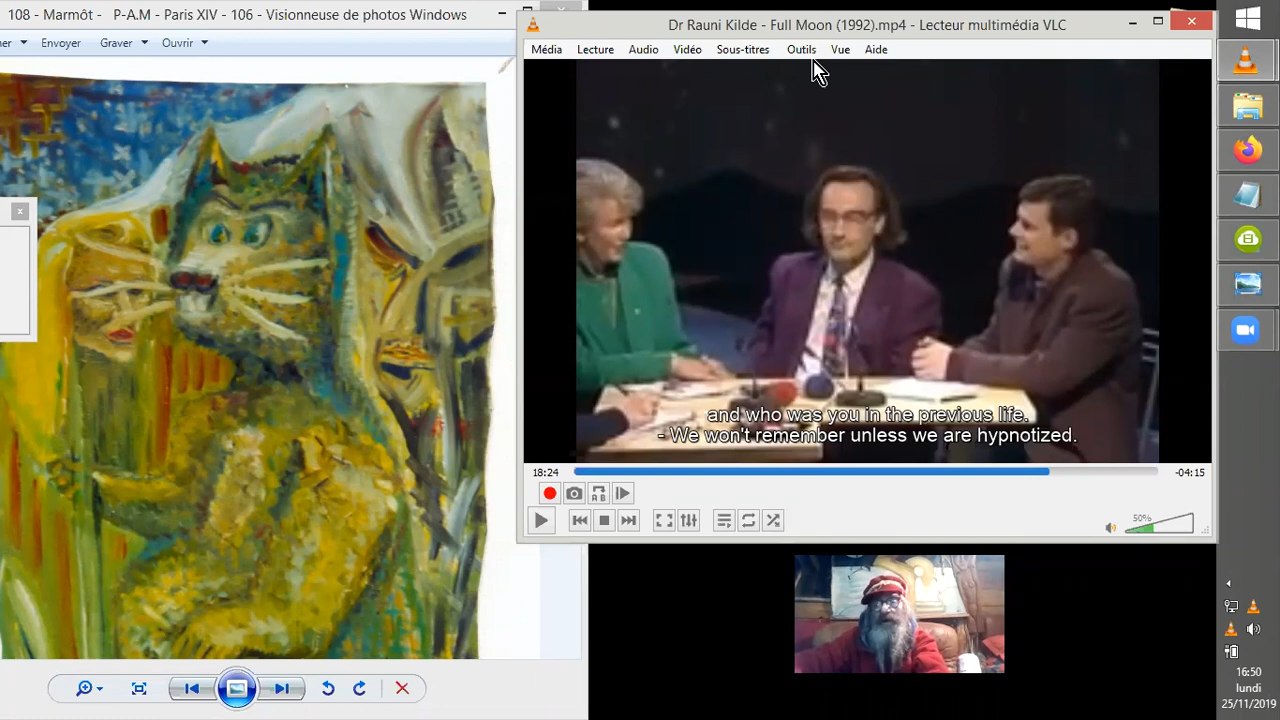 108 - Marmôt -   P-A.M - Paris XIV - 106 - Visionneuse de photos Windows
Envoyer
Graver
Ouvrir
Dr Rauni Kilde - Full Moon (1992).mp4 - Lecteur multimédia VLC
Média
Lecture
Audio
Vidéo
Sous-titres
Outils
Vue
Aide
and who was you in the previous life.
- We won't remember unless we are hypnotized.
18:24
-04:15
50%
16:50
lundi
25/11/2019